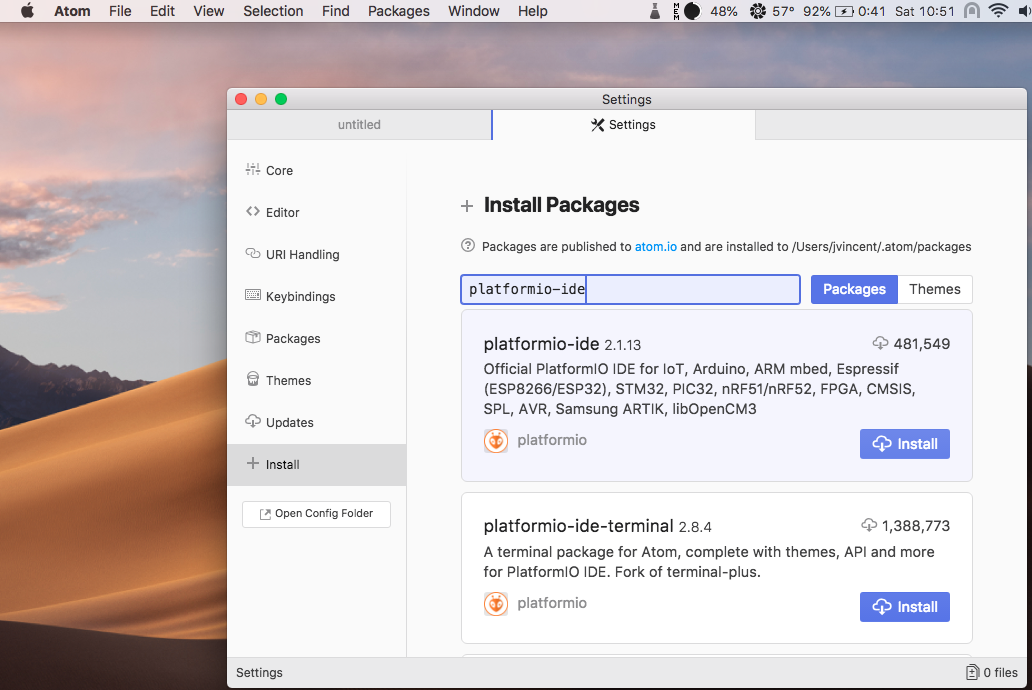 Atom File Edit View Selection Find Packages Window Help MEM 48% 57° 92% 0:41 Sat 10:51
Settings
untitled Settings
Core
Editor
URI Handling
Keybindings
Packages
Themes
Updates
Install
Open Config Folder
Install Packages
Packages are published to atom.io and are installed to /Users/jvincent/.atom/packages
platformio-ide Packages Themes
platformio-ide 2.1.13 481,549
Official PlatformIO IDE for IoT, Arduino, ARM mbed, Espressif
(ESP8266/ESP32), STM32, PIC32, nRF51/nRF52, FPGA, CMSIS,
SPL, AVR, Samsung ARTIK, libOpenCM3
platformio Install
platformio-ide-terminal 2.8.4 1,388,773
A terminal package for Atom, complete with themes, API and more
for PlatformIO IDE. Fork of terminal-plus.
platformio Install
Settings 0 files